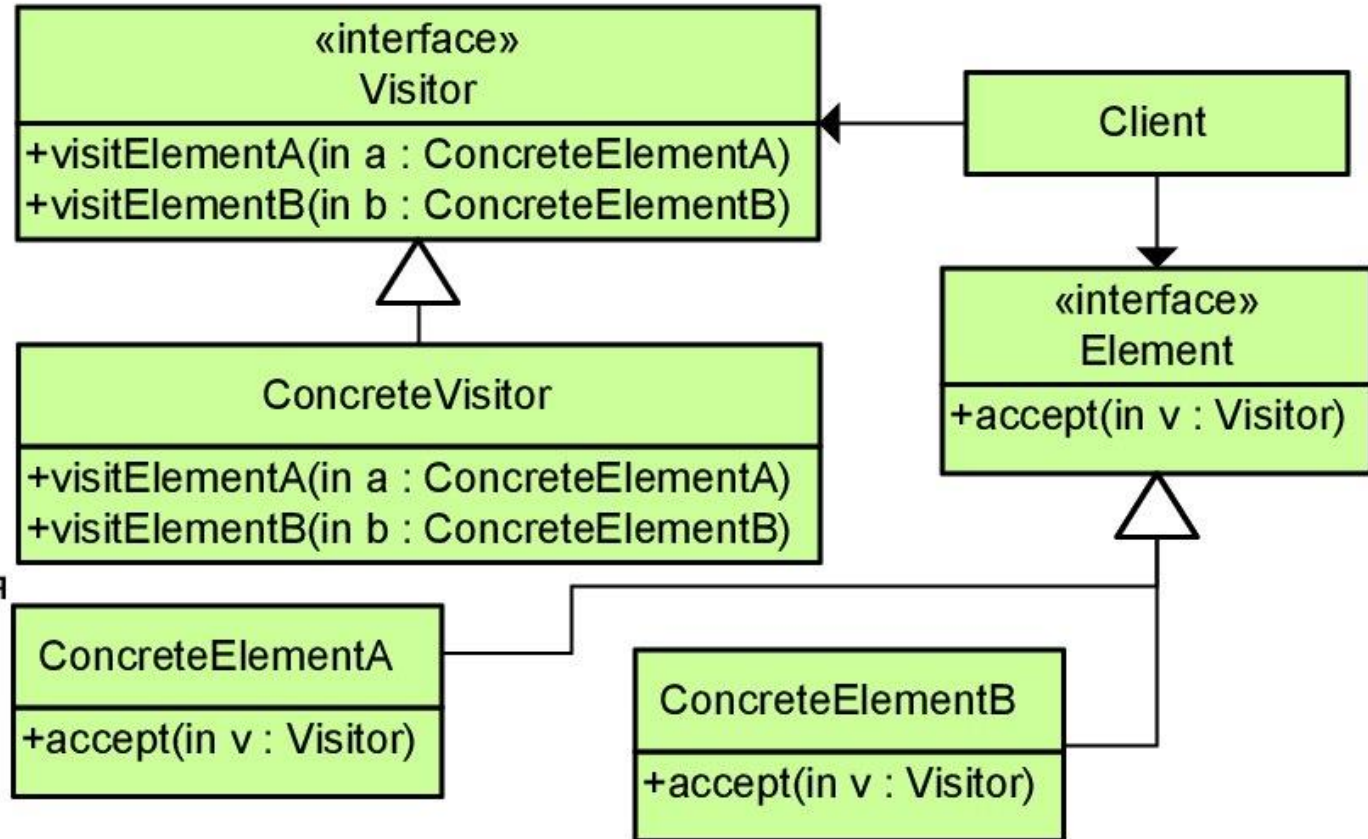 «interface»
Visitor
+visitElementA(in a : ConcreteElementA)
+visitElementB(in b : ConcreteElementB)
Client
«interface»
Element
+accept(in v : Visitor)
ConcreteVisitor
+visitElementA(in a : ConcreteElementA)
+visitElementB(in b : ConcreteElementB)
я
ConcreteElementA
+accept(in v : Visitor)
ConcreteElementB
+accept(in v : Visitor)